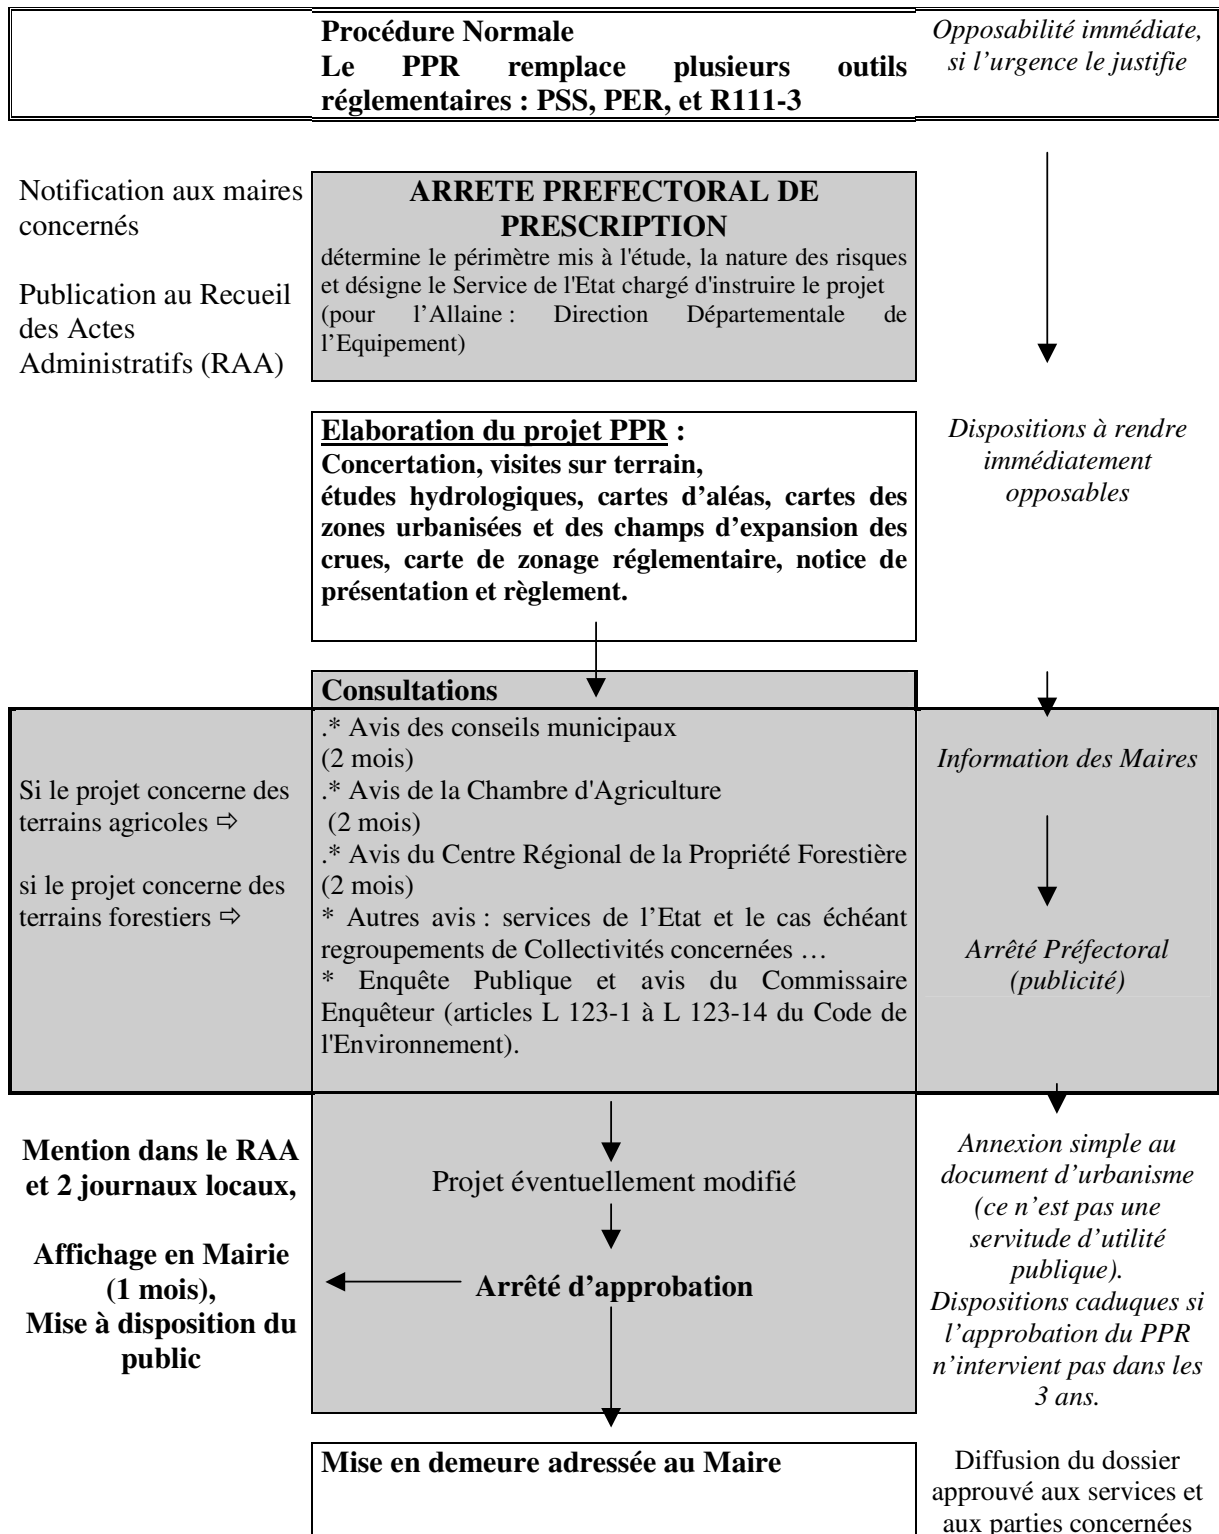 Procédure Normale
Le PPR remplace plusieurs outils
réglementaires : PSS, PER, et R111-3
Opposabilité immédiate,
si l’urgence le justifie
Notification aux maires
concernés
Publication au Recueil
des Actes
Administratifs (RAA)
ARRETE PREFECTORAL DE
PRESCRIPTION
détermine le périmètre mis à l'étude, la nature des risques
et désigne le Service de l'Etat chargé d'instruire le projet
(pour l’Allaine : Direction Départementale de
l’Equipement)
Elaboration du projet PPR :
Concertation, visites sur terrain,
études hydrologiques, cartes d’aléas, cartes des
zones urbanisées et des champs d’expansion des
crues, carte de zonage réglementaire, notice de
présentation et règlement.
Dispositions à rendre
immédiatement
opposables
Consultations
Si le projet concerne des
terrains agricoles ⇨
si le projet concerne des
terrains forestiers ⇨
.* Avis des conseils municipaux
(2 mois)
.* Avis de la Chambre d'Agriculture
(2 mois)
.* Avis du Centre Régional de la Propriété Forestière
(2 mois)
* Autres avis : services de l’Etat et le cas échéant
regroupements de Collectivités concernées …
* Enquête Publique et avis du Commissaire
Enquêteur (articles L 123-1 à L 123-14 du Code de
l'Environnement).
Information des Maires
Arrêté Préfectoral
(publicité)
Mention dans le RAA
et 2 journaux locaux,
Affichage en Mairie
(1 mois),
Mise à disposition du
public
Projet éventuellement modifié
Arrêté d’approbation
Annexion simple au
document d’urbanisme
(ce n’est pas une
servitude d’utilité
publique).
Dispositions caduques si
l’approbation du PPR
n’intervient pas dans les
3 ans.
Mise en demeure adressée au Maire
Diffusion du dossier
approuvé aux services et
aux parties concernées